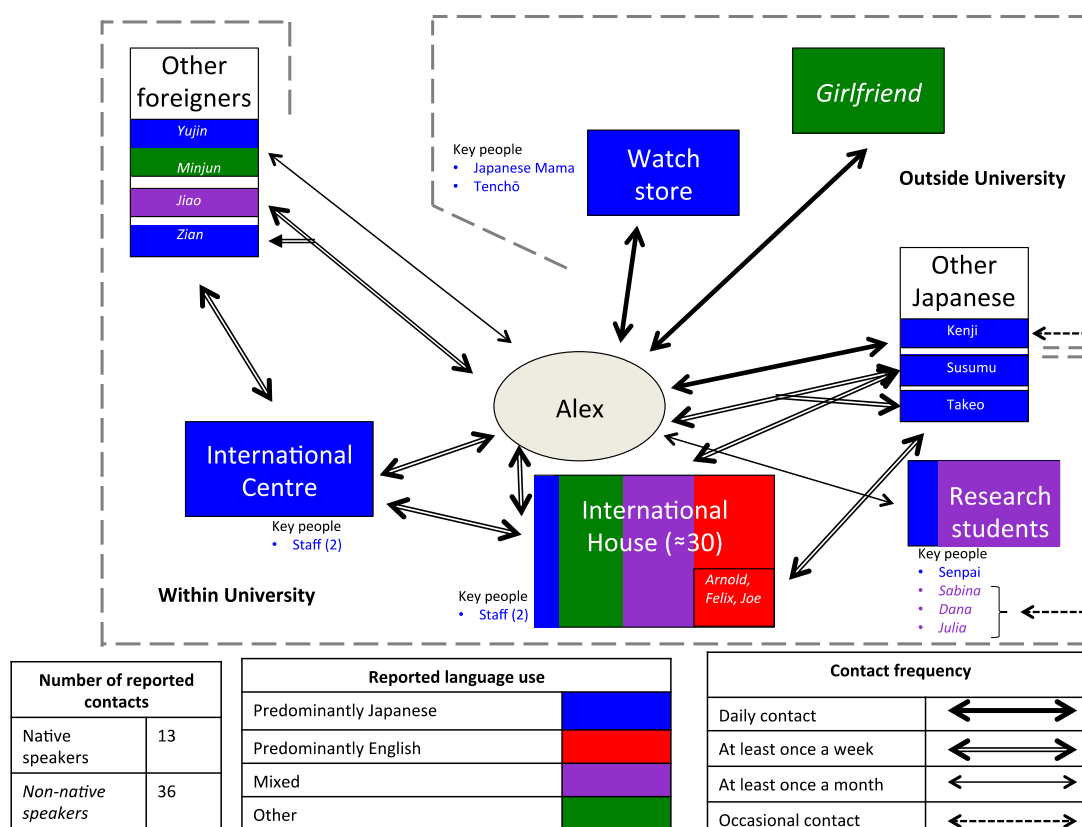 Other
foreigners
Yujin
Minjun
Jiao
Zian
Key people
• Japanese Mama
• Tenchō
Watch
store
Girlfriend
Outside University
Other
Japanese
Kenji
Susumu
Takeo
Alex
International
Centre
Key people
• Staff (2)
Within University
International
House (≈30)
Arnold,
Felix, Joe
Key people
• Staff (2)
Research
students
Key people
• Senpai
• Sabina
• Dana
• Julia
Number of reported
contacts
Native
speakers
13
Non-native
speakers
36
Reported language use
Predominantly Japanese
Predominantly English
Mixed
Other
Contact frequency
Daily contact
At least once a week
At least once a month
Occasional contact